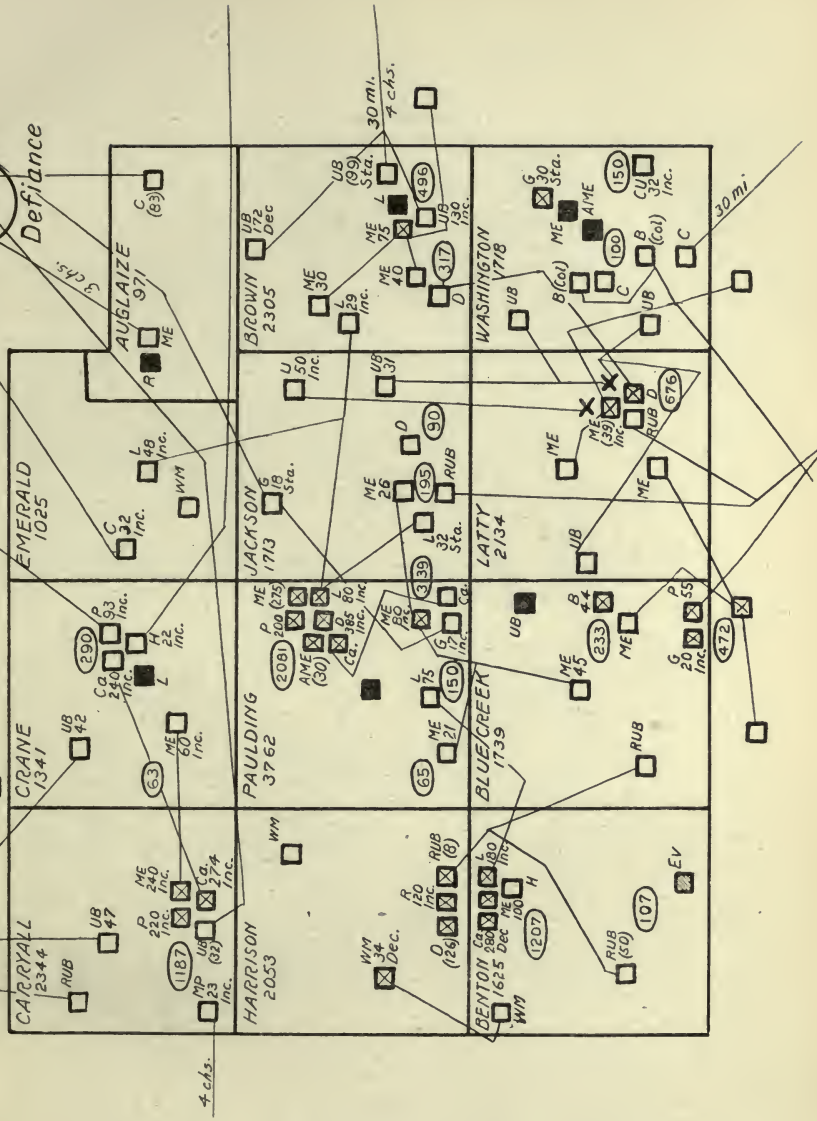 Defiance
3 chs.
4 chs.
30 mi.
4 chs.
30 mi
CARRYALL
2344
RUB
UB
47
MP
23
Inc.
P
220
Inc.
ME
240
Inc.
UB
(32)
Ca.
274
Inc.
1187
CRANE
1341
UB
42
ME
60
Inc.
63
Ca
240
Inc.
P
93
Inc.
H
22
Inc.
L
290
EMERALD
1025
C
32
Inc.
L
48
Inc.
WM
AUGLAIZE
971
R
ME
C
(83)
HARRISON
2053
WM
WM
34
Dec.
D
(126)
R
120
Inc.
RUB
(8)
PAULDING
3762
2081
P
200
ME
(275)
AME
(30)
L
80
Inc.
Ca.
385
Inc.
L
75
ME
21
65
150
ME
80
Inc.
G
17
Inc.
Ca.
339
JACKSON
1713
G
18
Sta.
U
50
Inc.
UB
31
ME
26
D
90
195
RUB
L
32
Sta.
BROWN
2305
UB
172
Dec
ME
30
L
29
Inc.
ME
75
L
UB
(99)
Sta.
496
UB
130
Inc.
ME
40
317
D
BENTON
1625
WM
Ca
280
Dec
ME
100
L
180
Inc.
H
1207
1107
RUB
(50)
EV
BLUE CREEK
1739
ME
45
UB
B
44
233
ME
RUB
G
20
Inc.
P
55
472
LATTY
2134
UB
ME
ME
ME
(39)
Inc.
RUB
D
676
WASHINGTON
1718
UB
G
30
Sta.
ME
AME
B (Col)
C
100
B
(Col)
C
CU
32
Inc.
150
UB